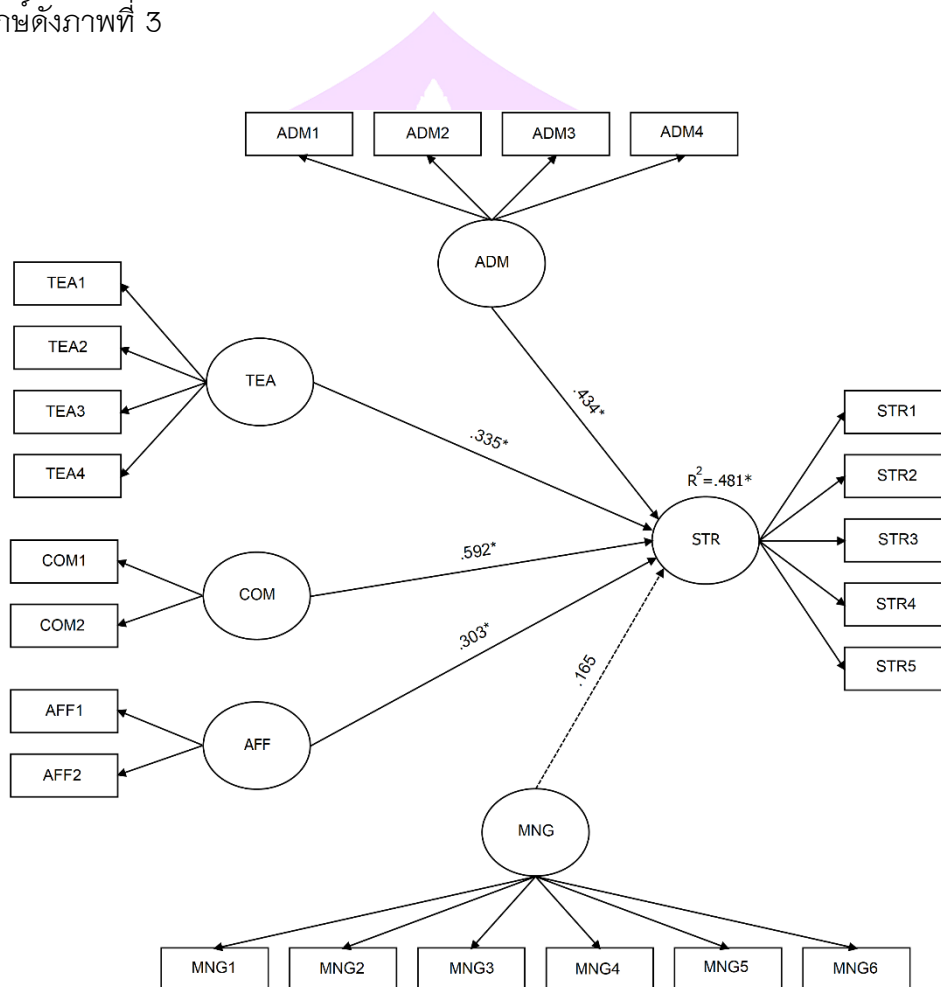 กษ์ดังภาพที่ 3
ADM1 ADM2 ADM3 ADM4
ADM
TEA1
TEA2
TEA3
TEA4
TEA
.434*
.335*
STR1
STR2
STR3
STR4
STR5
R²=.481*
STR
COM1
COM2
COM
.592*
.303*
AFF1
AFF2
AFF
.165
MNG
MNG1 MNG2 MNG3 MNG4 MNG5 MNG6